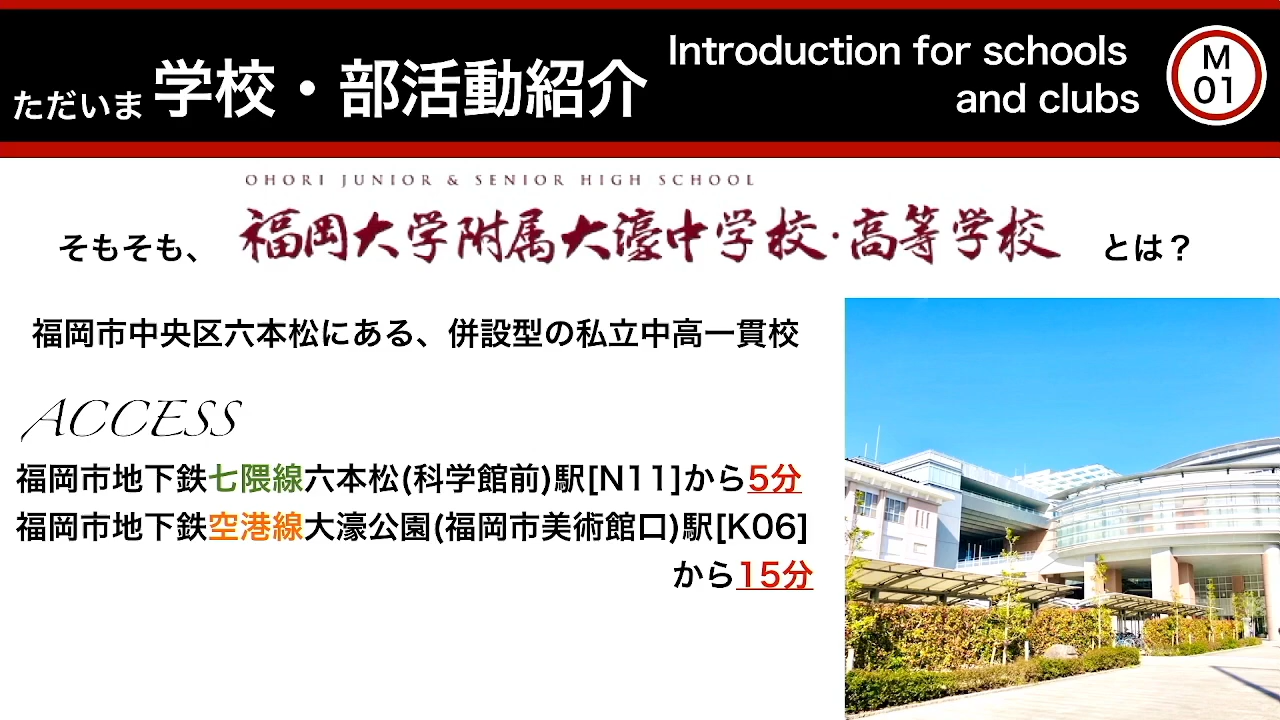 ただいま 学校・部活動紹介
Introduction for schools
and clubs
M
01
OHORI JUNIOR & SENIOR HIGH SCHOOL
そもそも、福岡大学附属大濠中学校・高等学校 とは？
福岡市中央区六本松にある、併設型の私立中高一貫校
ACCESS
福岡市地下鉄七隈線六本松(科学館前)駅[N11]から5分
福岡市地下鉄空港線大濠公園(福岡市美術館口)駅[K06]
から15分